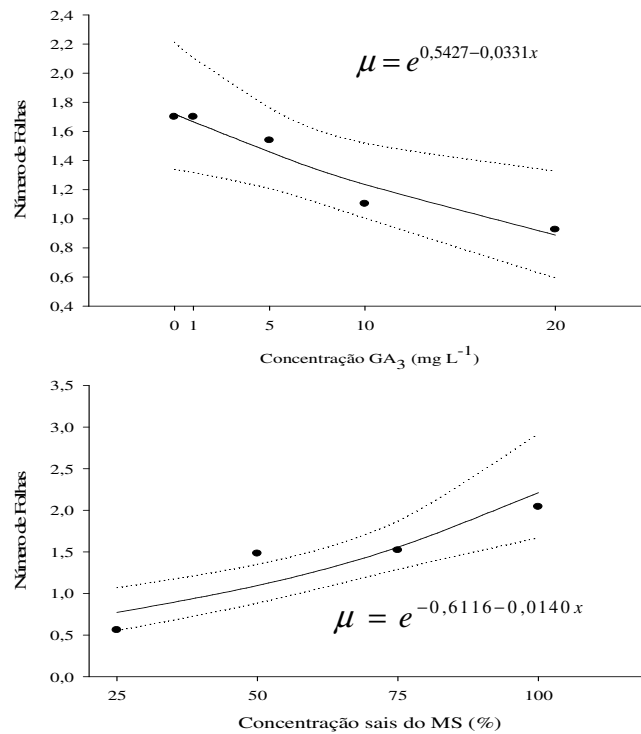 2,2
2,0
1,8
1,6
1,4
1,2
1,0
0,8
0,6
0,4
Número de Folhas
μ = e^{0,5427−0,0331x}
0 1 5 10 20
Concentração GA₃ (mg L⁻¹)
3,5
3,0
2,5
2,0
1,5
1,0
0,5
0,0
Número de Folhas
μ = e^{−0,6116−0,0140x}
25 50 75 100
Concentração sais do MS (%)